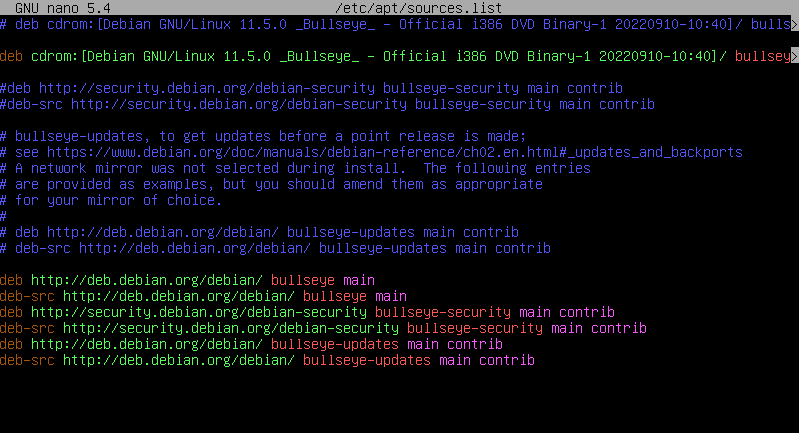 GNU nano 5.4 /etc/apt/sources.list
# deb cdrom:[Debian GNU/Linux 11.5.0 _Bullseye_ - Official i386 DVD Binary-1 20220910-10:40]/ bulls>
deb cdrom:[Debian GNU/Linux 11.5.0 _Bullseye_ - Official i386 DVD Binary-1 20220910-10:40]/ bullsey>
#deb http://security.debian.org/debian-security bullseye-security main contrib
#deb-src http://security.debian.org/debian-security bullseye-security main contrib
# bullseye-updates, to get updates before a point release is made;
# see https://www.debian.org/doc/manuals/debian-reference/ch02.en.html#_updates_and_backports
# A network mirror was not selected during install.  The following entries
# are provided as examples, but you should amend them as appropriate
# for your mirror of choice.
#
# deb http://deb.debian.org/debian/ bullseye-updates main contrib
# deb-src http://deb.debian.org/debian/ bullseye-updates main contrib
deb http://deb.debian.org/debian/ bullseye main
deb-src http://deb.debian.org/debian/ bullseye main
deb http://security.debian.org/debian-security bullseye-security main contrib
deb-src http://security.debian.org/debian-security bullseye-security main contrib
deb http://deb.debian.org/debian/ bullseye-updates main contrib
deb-src http://deb.debian.org/debian/ bullseye-updates main contrib